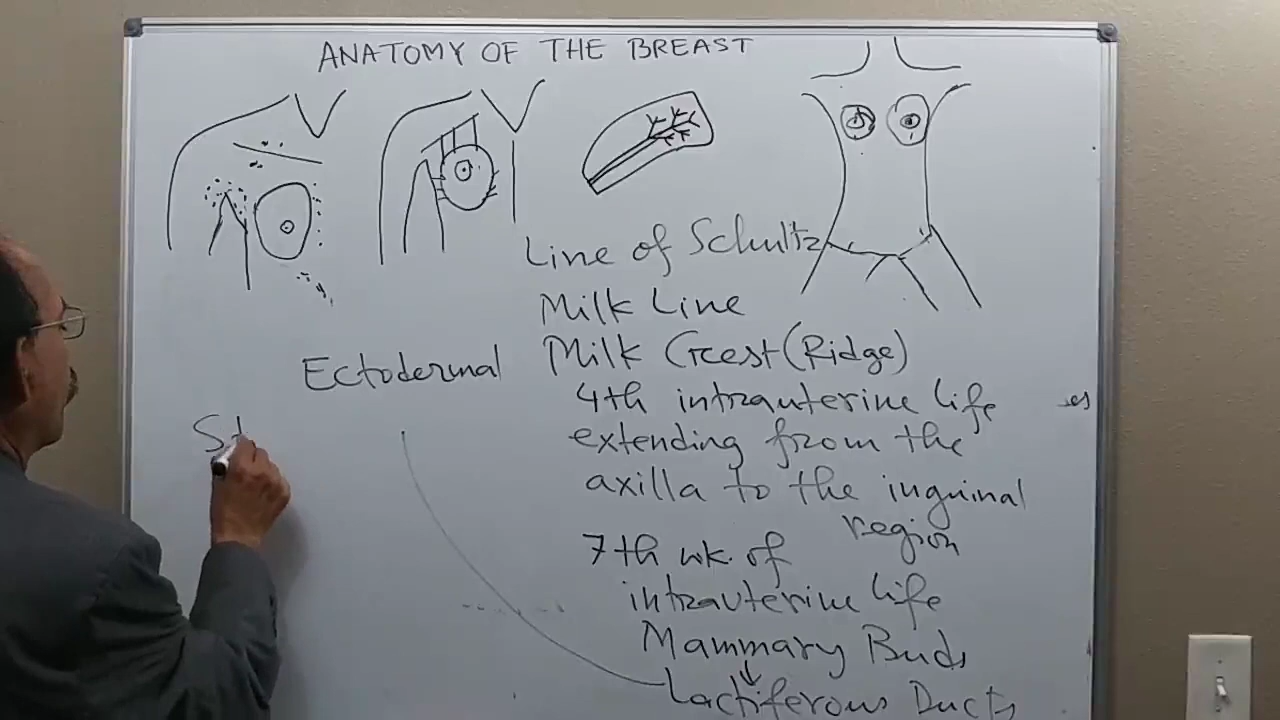 ANATOMY OF THE BREAST
Line of Schultz
Milk Line
Ectodermal Milk Crest (Ridge)
4th intrauterine life
extending from the
axilla to the inguinal
region
7th wk. of
intrauterine life
Mammary Buds
Lactiferous Ducts